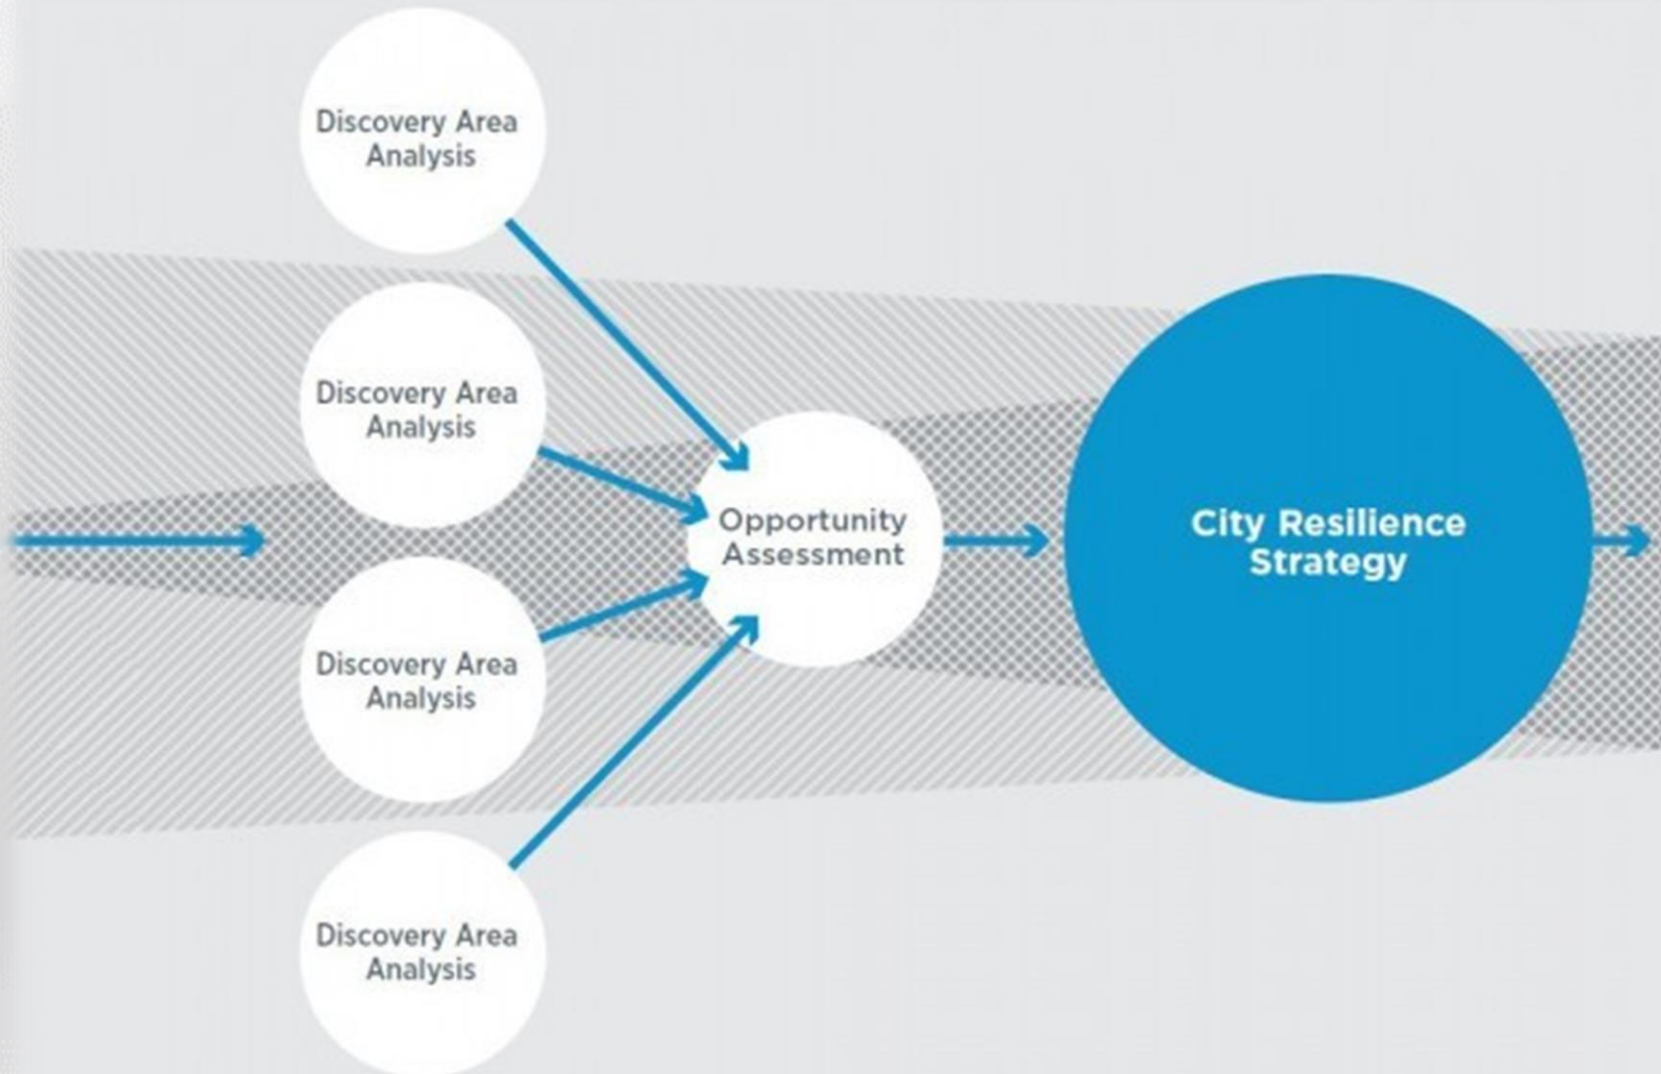 Discovery Area
Analysis
Discovery Area
Analysis
Discovery Area
Analysis
Discovery Area
Analysis
Opportunity
Assessment
City Resilience
Strategy